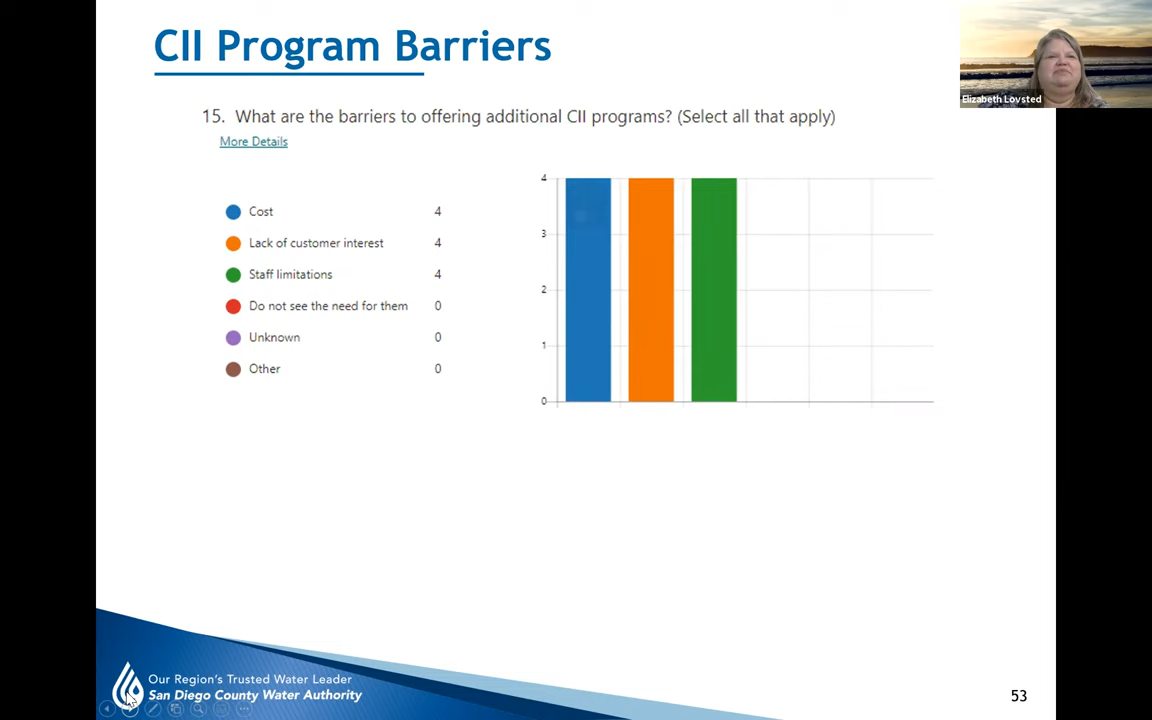 CII Program Barriers
Elizabeth Lovsted
15. What are the barriers to offering additional CII programs? (Select all that apply)
More Details
Cost 4
Lack of customer interest 4
Staff limitations 4
Do not see the need for them 0
Unknown 0
Other 0
4
3
2
1
0
Our Region's Trusted Water Leader
San Diego County Water Authority
53